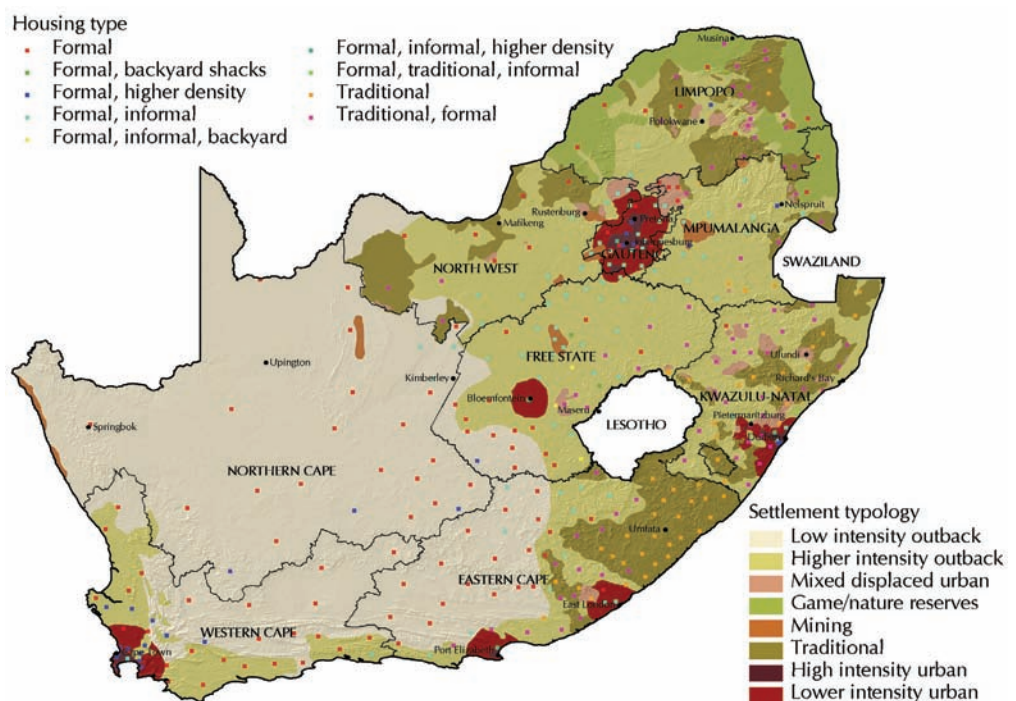 Housing type
Formal
Formal, backyard shacks
Formal, higher density
Formal, informal
Formal, informal, backyard
Formal, informal, higher density
Formal, traditional, informal
Traditional
Traditional, formal
Musina
LIMPOPO
Polokwane
Rustenburg
Mafikeng
Nelspruit
MPUMALANGA
GAUTENG
NORTH WEST
SWAZILAND
Upington
Kimberley
FREE STATE
Ulundi
Richard's Bay
Bloemfontein
Maseru
KWAZULU-NATAL
LESOTHO
Pietermaritzburg
Springbok
NORTHERN CAPE
Umtata
EASTERN CAPE
East London
WESTERN CAPE
Port Elizabeth
Settlement typology
Low intensity outback
Higher intensity outback
Mixed displaced urban
Game/nature reserves
Mining
Traditional
High intensity urban
Lower intensity urban